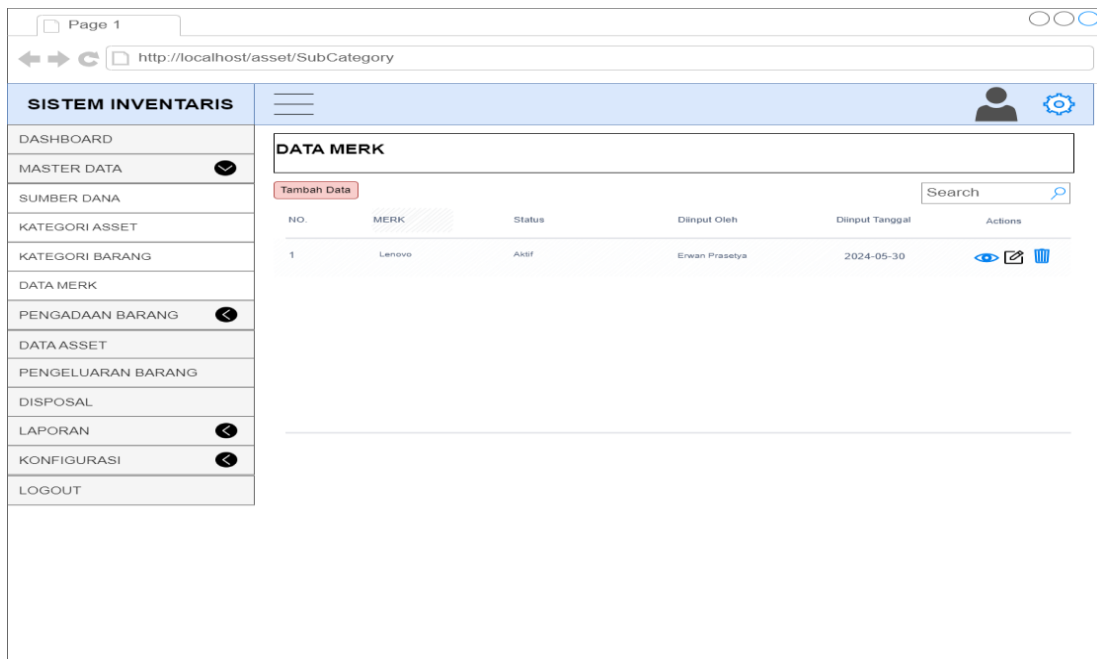 Page 1
http://localhost/asset/SubCategory
SISTEM INVENTARIS
DASHBOARD
MASTER DATA
SUMBER DANA
KATEGORI ASSET
KATEGORI BARANG
DATA MERK
PENGADAAN BARANG
DATA ASSET
PENGELUARAN BARANG
DISPOSAL
LAPORAN
KONFIGURASI
LOGOUT
DATA MERK
Tambah Data
Search
NO. MERK Status Diinput Oleh Diinput Tanggal Actions
1 Lenovo Aktif Erwan Prasetya 2024-05-30